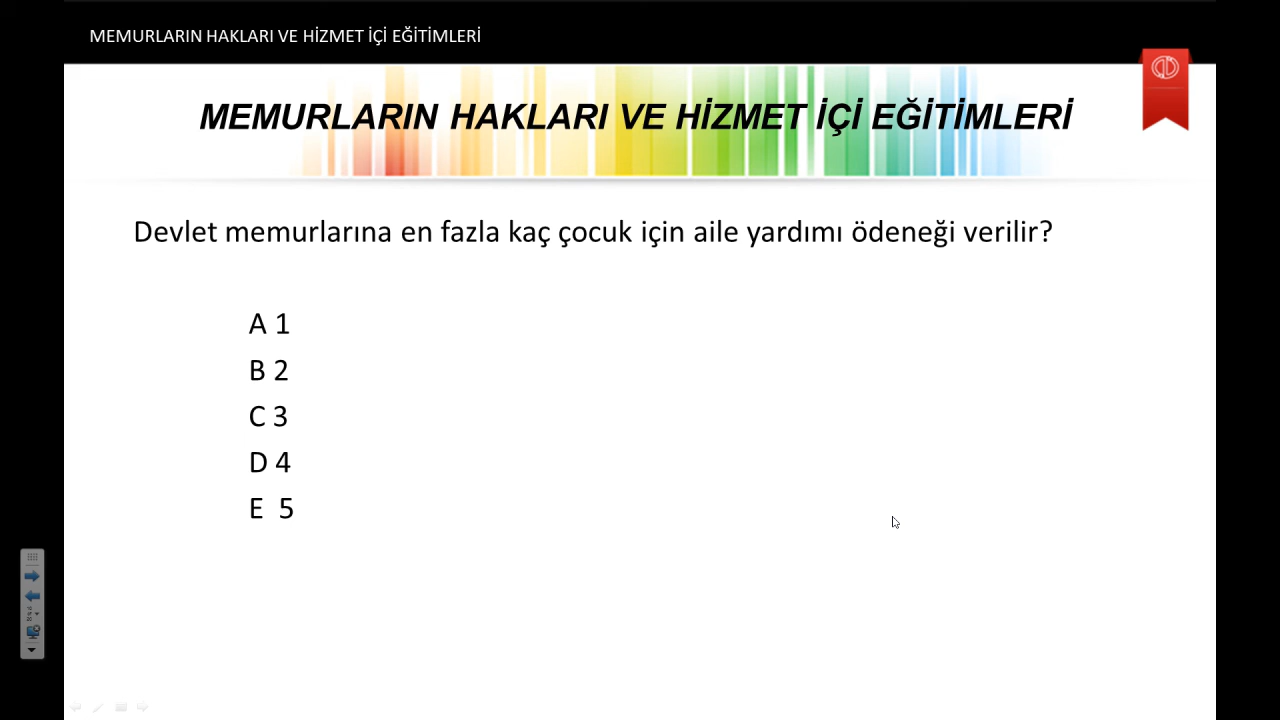 MEMURLARIN HAKLARI VE HİZMET İÇİ EĞİTİMLERİ
MEMURLARIN HAKLARI VE HİZMET İÇİ EĞİTİMLERİ
Devlet memurlarına en fazla kaç çocuk için aile yardımı ödeneği verilir?
A 1
B 2
C 3
D 4
E 5